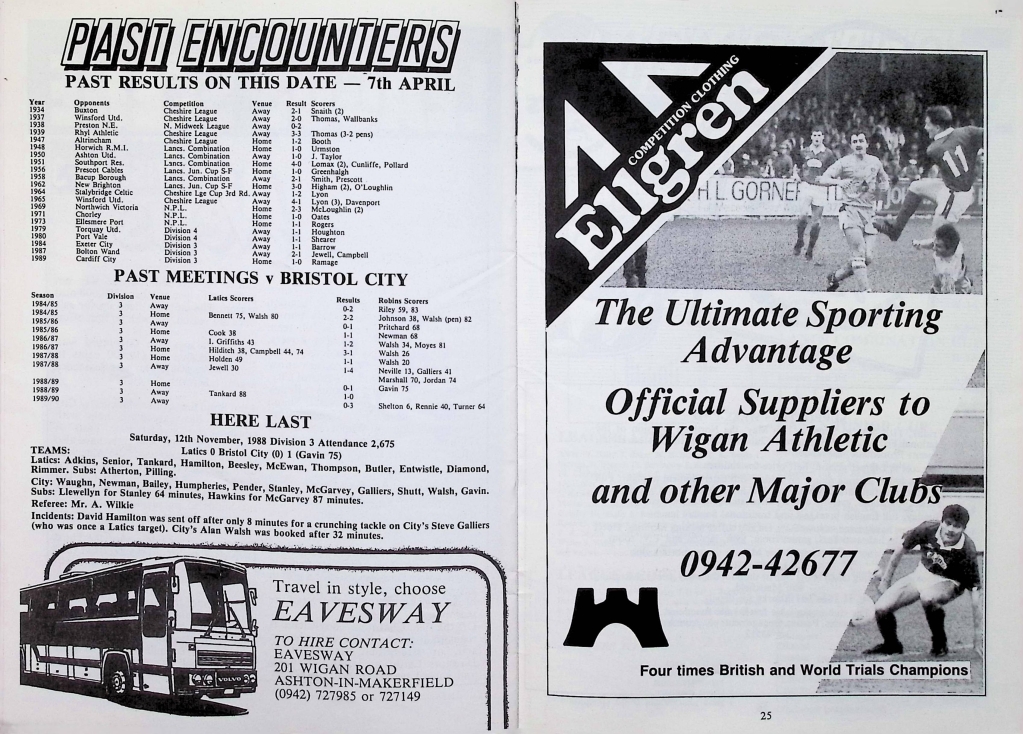 PAST ENCOUNTERS
PAST RESULTS ON THIS DATE — 7th APRIL
Year Opponents Competition Venue Result Scorers
1934 Buxton Cheshire League Away 2-1 Snaith (2)
1937 Winsford Utd. Cheshire League Away 2-0 Thomas, Wallbanks
1938 Preston N.E. N. Midweek League Away 0-2
1939 Rhyl Athletic Cheshire League Away 3-3 Thomas (3-2 pens)
1947 Altrincham Cheshire League Home 1-2 Booth
1948 Horwich R.M.I. Lancs. Combination Home 1-0 Urmston
1950 Ashton Utd. Lancs. Combination Away 1-0 J. Taylor
1951 Southport Res. Lancs. Combination Home 4-0 Lomax (2), Cunliffe, Pollard
1956 Prescot Cables Lancs. Jun. Cup S-F Home 1-0 Greenhalgh
1958 Bacup Borough Lancs. Combination Away 2-1 Smith, Prescott
1962 New Brighton Lancs. Jun. Cup S-F Home 3-0 Higham (2), O'Loughlin
1964 Stalybridge Celtic Cheshire Lge Cup 3rd Rd. Away 1-2 Lyon
1965 Winsford Utd. Cheshire League Away 4-1 Lyon (3), Davenport
1969 Northwich Victoria N.P.L. Home 2-3 McLoughlin (2)
1971 Chorley N.P.L. Home 1-0 Oates
1973 Ellesmere Port N.P.L. Home 1-1 Rogers
1979 Torquay Utd. Division 4 Away 1-1 Houghton
1980 Port Vale Division 4 Away 1-1 Shearer
1984 Exeter City Division 3 Away 1-1 Barrow
1987 Bolton Wand Division 3 Away 2-1 Jewell, Campbell
1989 Cardiff City Division 3 Home 1-0 Ramage
PAST MEETINGS v BRISTOL CITY
Season Division Venue Latics Scorers Results Robins Scorers
1984/85 3 Away 0-2 Riley 59, 83
1984/85 3 Home Bennett 75, Walsh 80 2-2 Johnson 38, Walsh (pen) 82
1985/86 3 Away 0-1 Pritchard 68
1985/86 3 Home Cook 38 1-1 Newman 68
1986/87 3 Away I. Griffiths 43 1-2 Walsh 34, Moyes 81
1986/87 3 Home Hilditch 38, Campbell 44, 74 3-1 Walsh 26
1987/88 3 Home Holden 49 1-1 Walsh 20
1987/88 3 Away Jewell 30 1-4 Neville 13, Galliers 41
Marshall 70, Jordan 74
1988/89 3 Home 0-1 Gavin 75
1988/89 3 Away Tankard 88 1-0
1989/90 3 Away 0-3 Shelton 6, Rennie 40, Turner 64
HERE LAST
Saturday, 12th November, 1988 Division 3 Attendance 2,675
Latics 0 Bristol City (0) 1 (Gavin 75)
TEAMS:
Latics: Adkins, Senior, Tankard, Hamilton, Beesley, McEwan, Thompson, Butler, Entwistle, Diamond,
Rimmer. Subs: Atherton, Pilling.
City: Waughn, Newman, Bailey, Humpheries, Pender, Stanley, McGarvey, Galliers, Shutt, Walsh, Gavin.
Subs: Llewellyn for Stanley 64 minutes, Hawkins for McGarvey 87 minutes.
Referee: Mr. A. Wilkie
Incidents: David Hamilton was sent off after only 8 minutes for a crunching tackle on City's Steve Galliers
(who was once a Latics target). City's Alan Walsh was booked after 32 minutes.
Travel in style, choose
EAVESWAY
TO HIRE CONTACT:
EAVESWAY
201 WIGAN ROAD
ASHTON-IN-MAKERFIELD
(0942) 727985 or 727149
VOLVO
COMPETITION CLOTHING
Ellgren
H L. GORNE
11
The Ultimate Sporting
Advantage
Official Suppliers to
Wigan Athletic
and other Major Clubs
0942-42677
Four times British and World Trials Champions
25